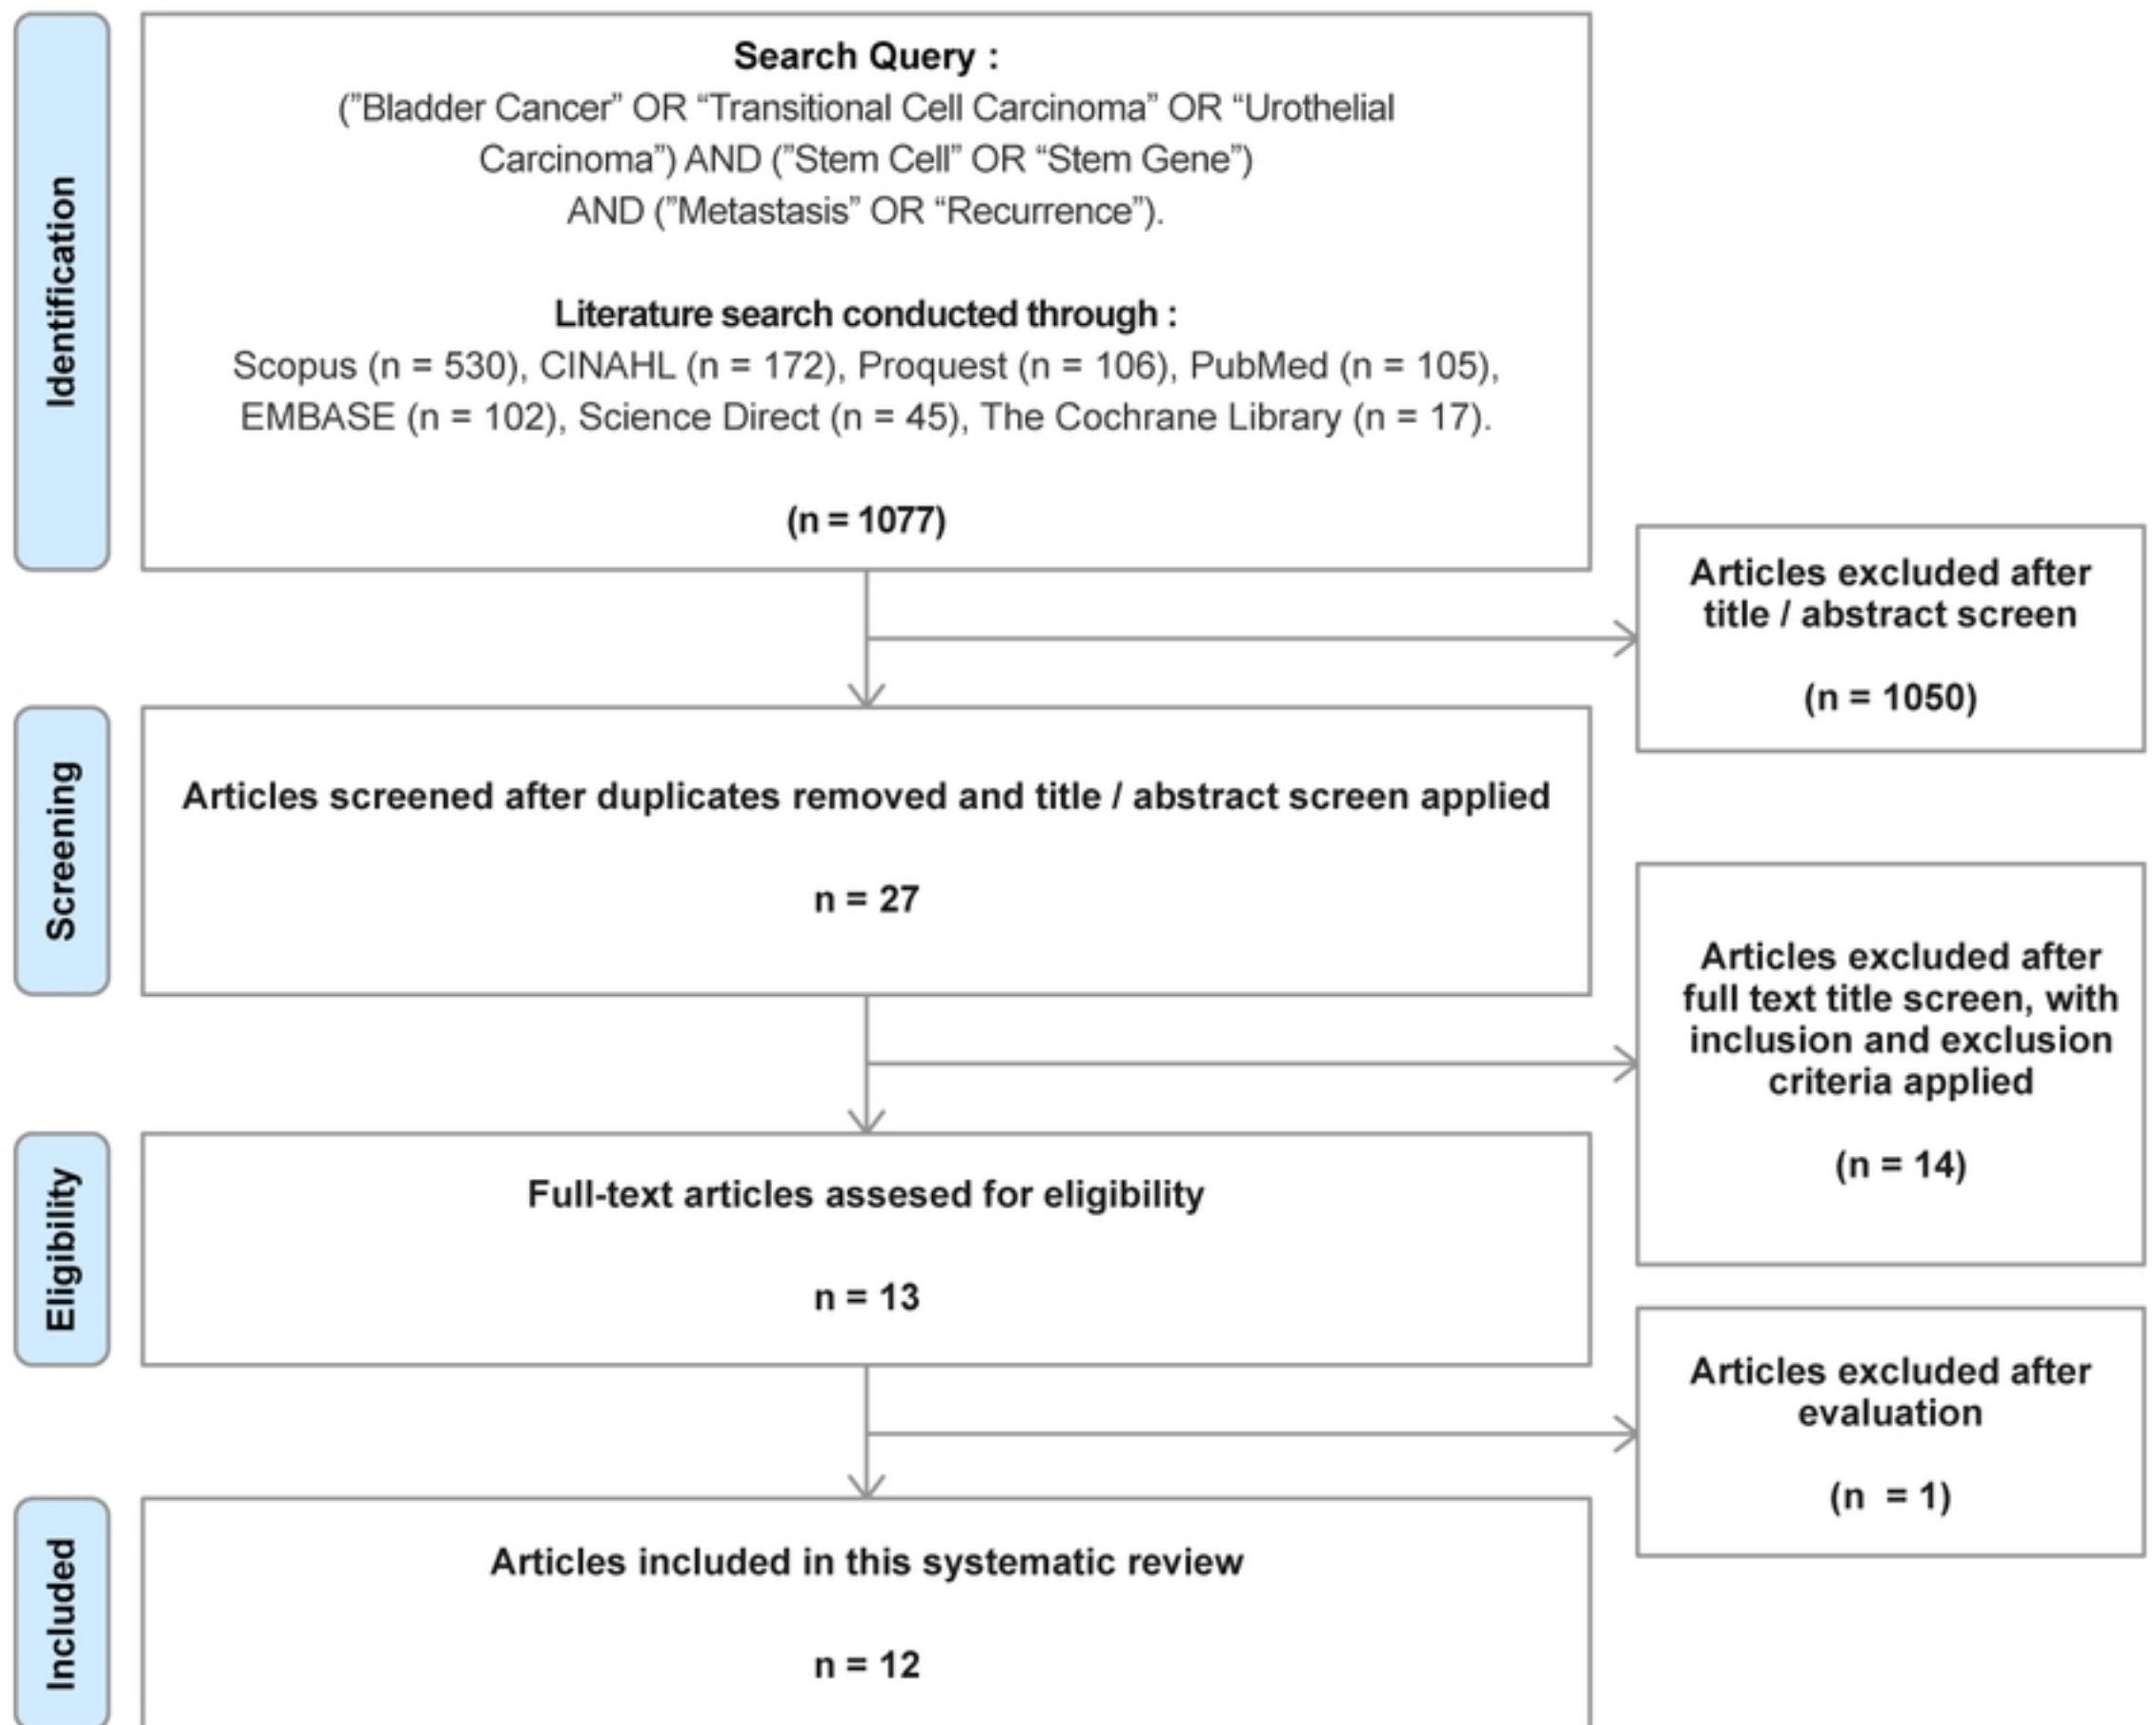 Identification
Search Query :
(”Bladder Cancer” OR “Transitional Cell Carcinoma” OR “Urothelial
Carcinoma”) AND (”Stem Cell” OR “Stem Gene”)
AND (”Metastasis” OR “Recurrence”).
Literature search conducted through :
Scopus (n = 530), CINAHL (n = 172), Proquest (n = 106), PubMed (n = 105),
EMBASE (n = 102), Science Direct (n = 45), The Cochrane Library (n = 17).
(n = 1077)
Articles excluded after
title / abstract screen
(n = 1050)
Screening
Articles screened after duplicates removed and title / abstract screen applied
n = 27
Articles excluded after
full text title screen, with
inclusion and exclusion
criteria applied
(n = 14)
Eligibility
Full-text articles assesed for eligibility
n = 13
Articles excluded after
evaluation
(n = 1)
Included
Articles included in this systematic review
n = 12